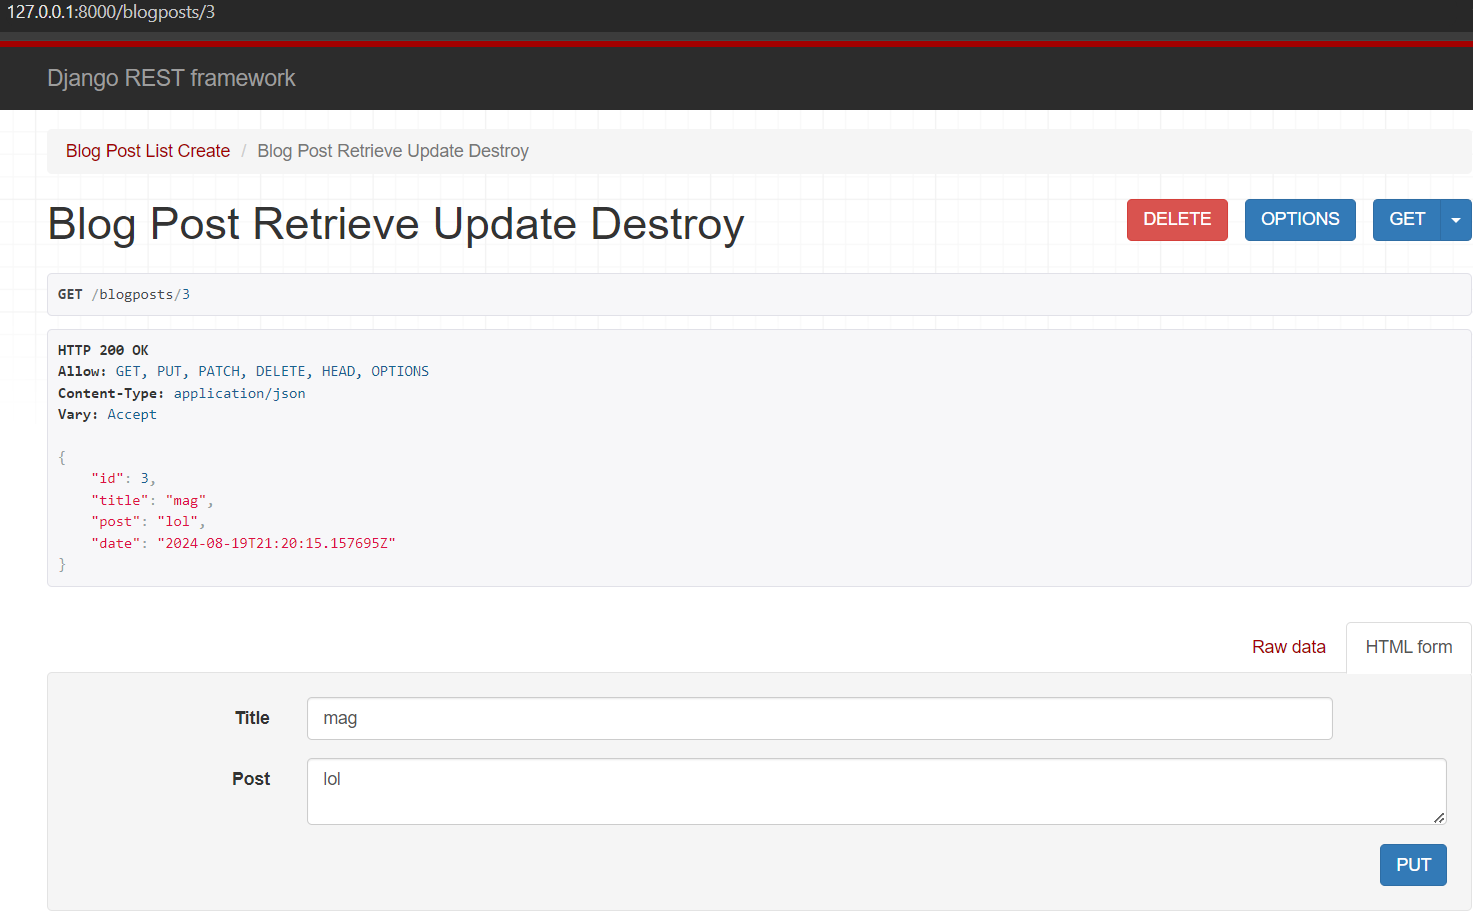 127.0.0.1:8000/blogposts/3
Django REST framework
Blog Post List Create / Blog Post Retrieve Update Destroy
Blog Post Retrieve Update Destroy
DELETE OPTIONS GET
GET /blogposts/3
HTTP 200 OK
Allow: GET, PUT, PATCH, DELETE, HEAD, OPTIONS
Content-Type: application/json
Vary: Accept
{
"id": 3,
"title": "mag",
"post": "lol",
"date": "2024-08-19T21:20:15.157695Z"
}
Raw data HTML form
Title mag
Post lol
PUT